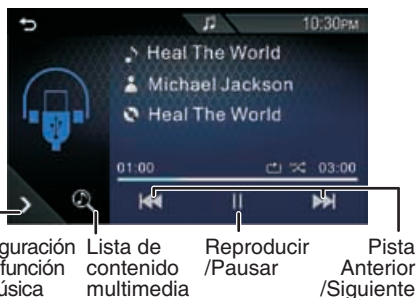 10:30PM
Heal The World
Michael Jackson
Heal The World
01:00
03:00
guración
función
úsica
Lista de
contenido
multimedia
Reproducir
/Pausar
Pista
Anterior
/Siguiente